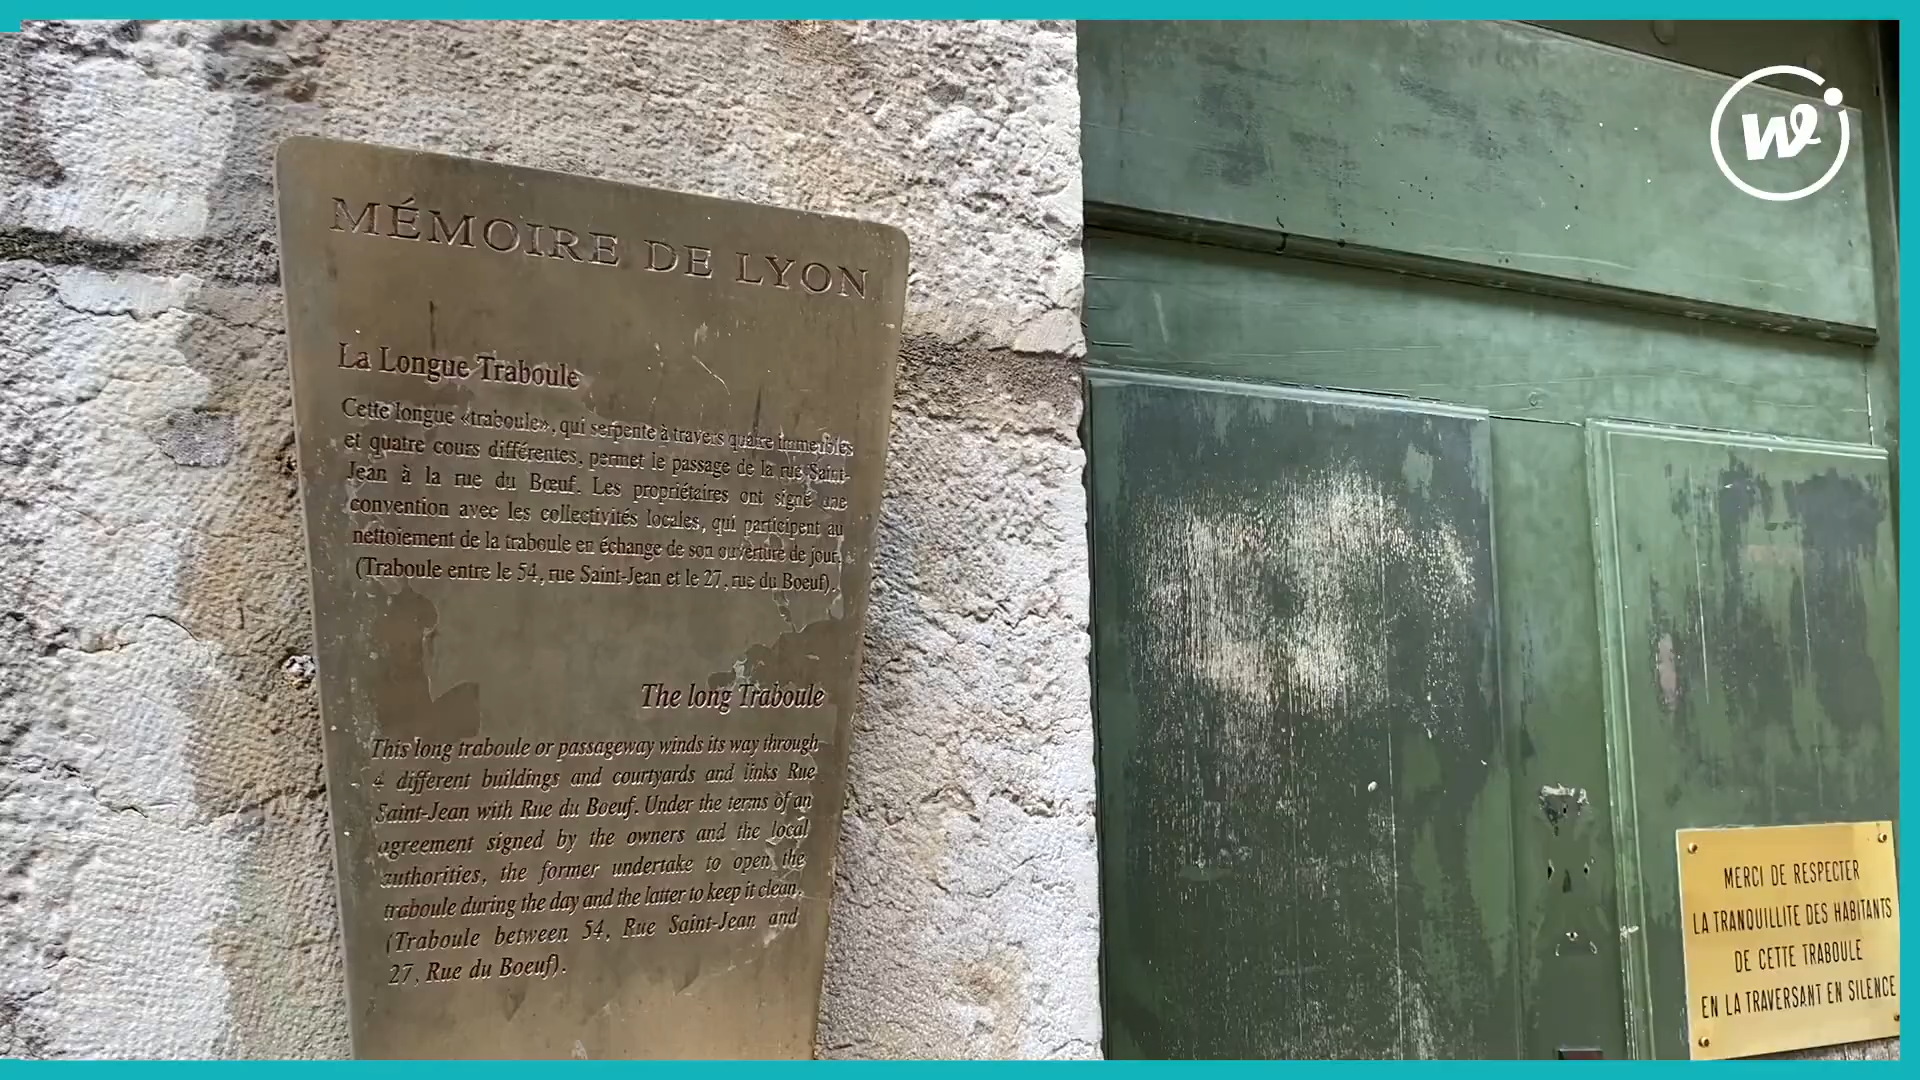 MÉMOIRE DE LYON
La Longue Traboule
Cette longue «traboule», qui serpente à travers quatre immeubles
et quatre cours différentes, permet le passage de la rue Saint-
Jean à la rue du Bœuf. Les propriétaires ont signé une
convention avec les collectivités locales, qui participent au
nettoiement de la traboule en échange de son ouverture de jour.
(Traboule entre le 54, rue Saint-Jean et le 27, rue du Boeuf).
The long Traboule
This long traboule or passageway winds its way through
4 different buildings and courtyards and links Rue
Saint-Jean with Rue du Boeuf. Under the terms of an
agreement signed by the owners and the local
authorities, the former undertake to open the
traboule during the day and the latter to keep it clean.
(Traboule between 54, Rue Saint-Jean and
27, Rue du Boeuf).
MERCI DE RESPECTER
LA TRANQUILLITE DES HABITANTS
DE CETTE TRABOULE
EN LA TRAVERSANT EN SILENCE
we